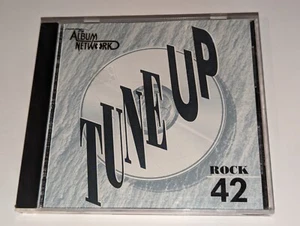 THE
ALBUM
NETWORK
TUNE UP
ROCK
42